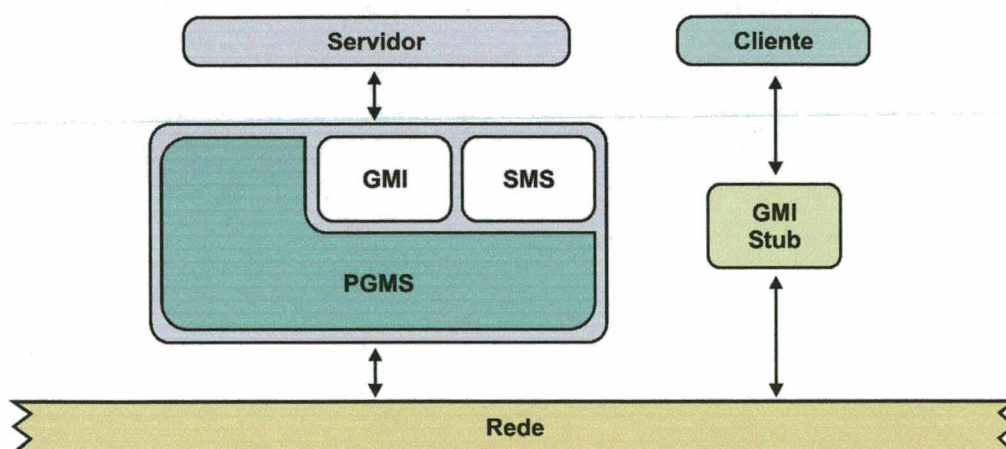 Servidor
Cliente
GMI
SMS
GMI
Stub
PGMS
Rede